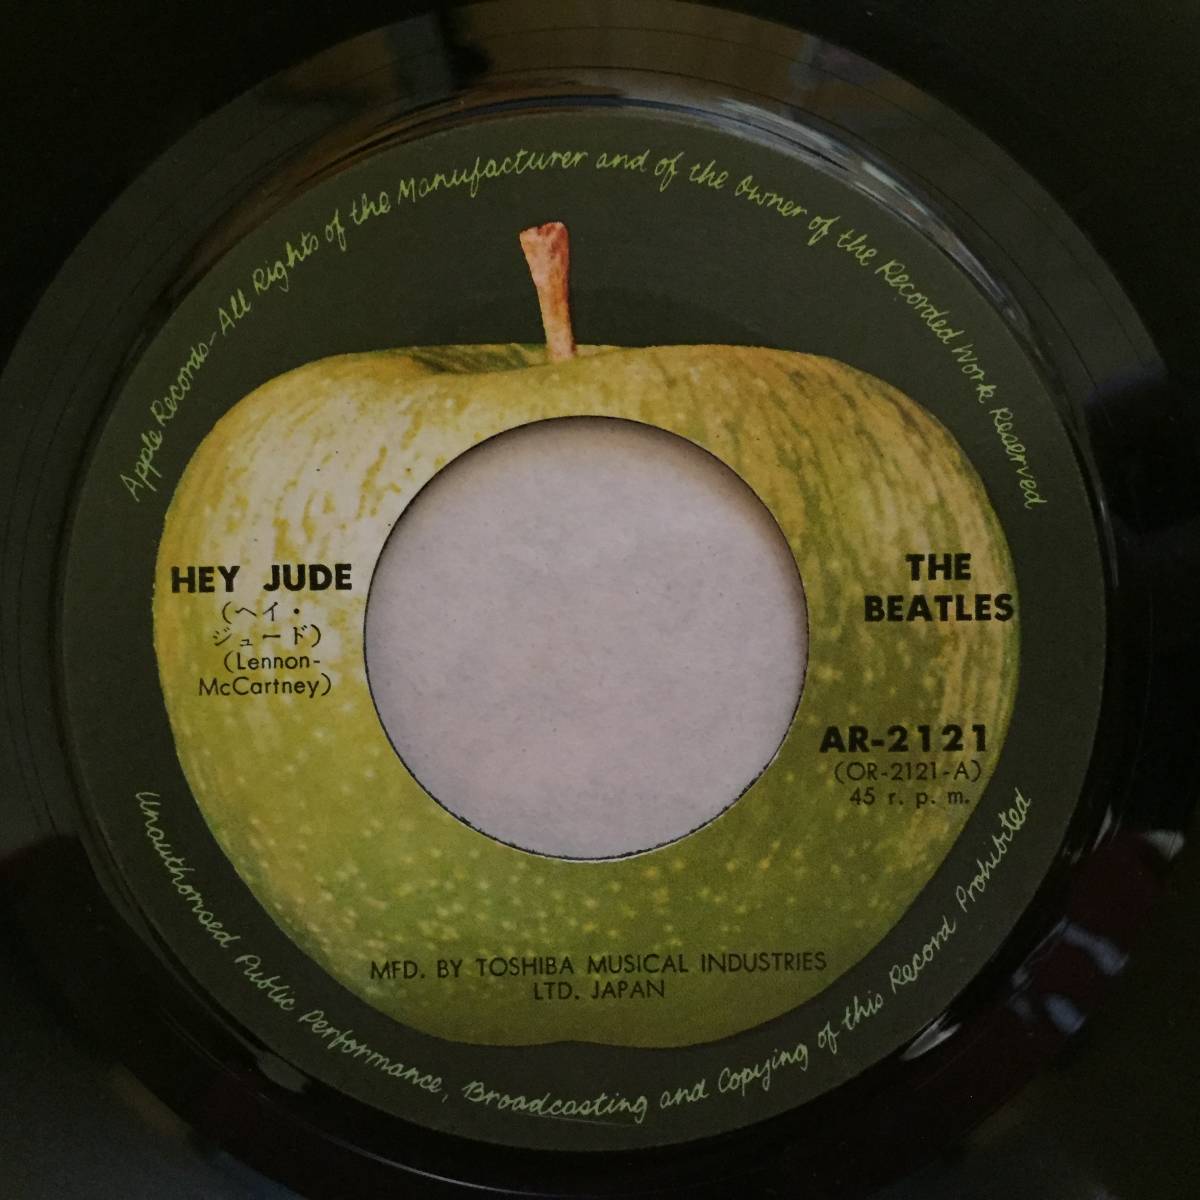 Apple Records-All Rights of the Manufacturer and of the Owner of the Recorded Work Reserved
HEY JUDE
(ヘイ・
ジュード)
(Lennon-
McCartney)
THE
BEATLES
AR-2121
(OR-2121-A)
45 r. p. m.
MFD. BY TOSHIBA MUSICAL INDUSTRIES
LTD. JAPAN
Unauthorised Public Performance, Broadcasting and Copying of this Record Prohibited